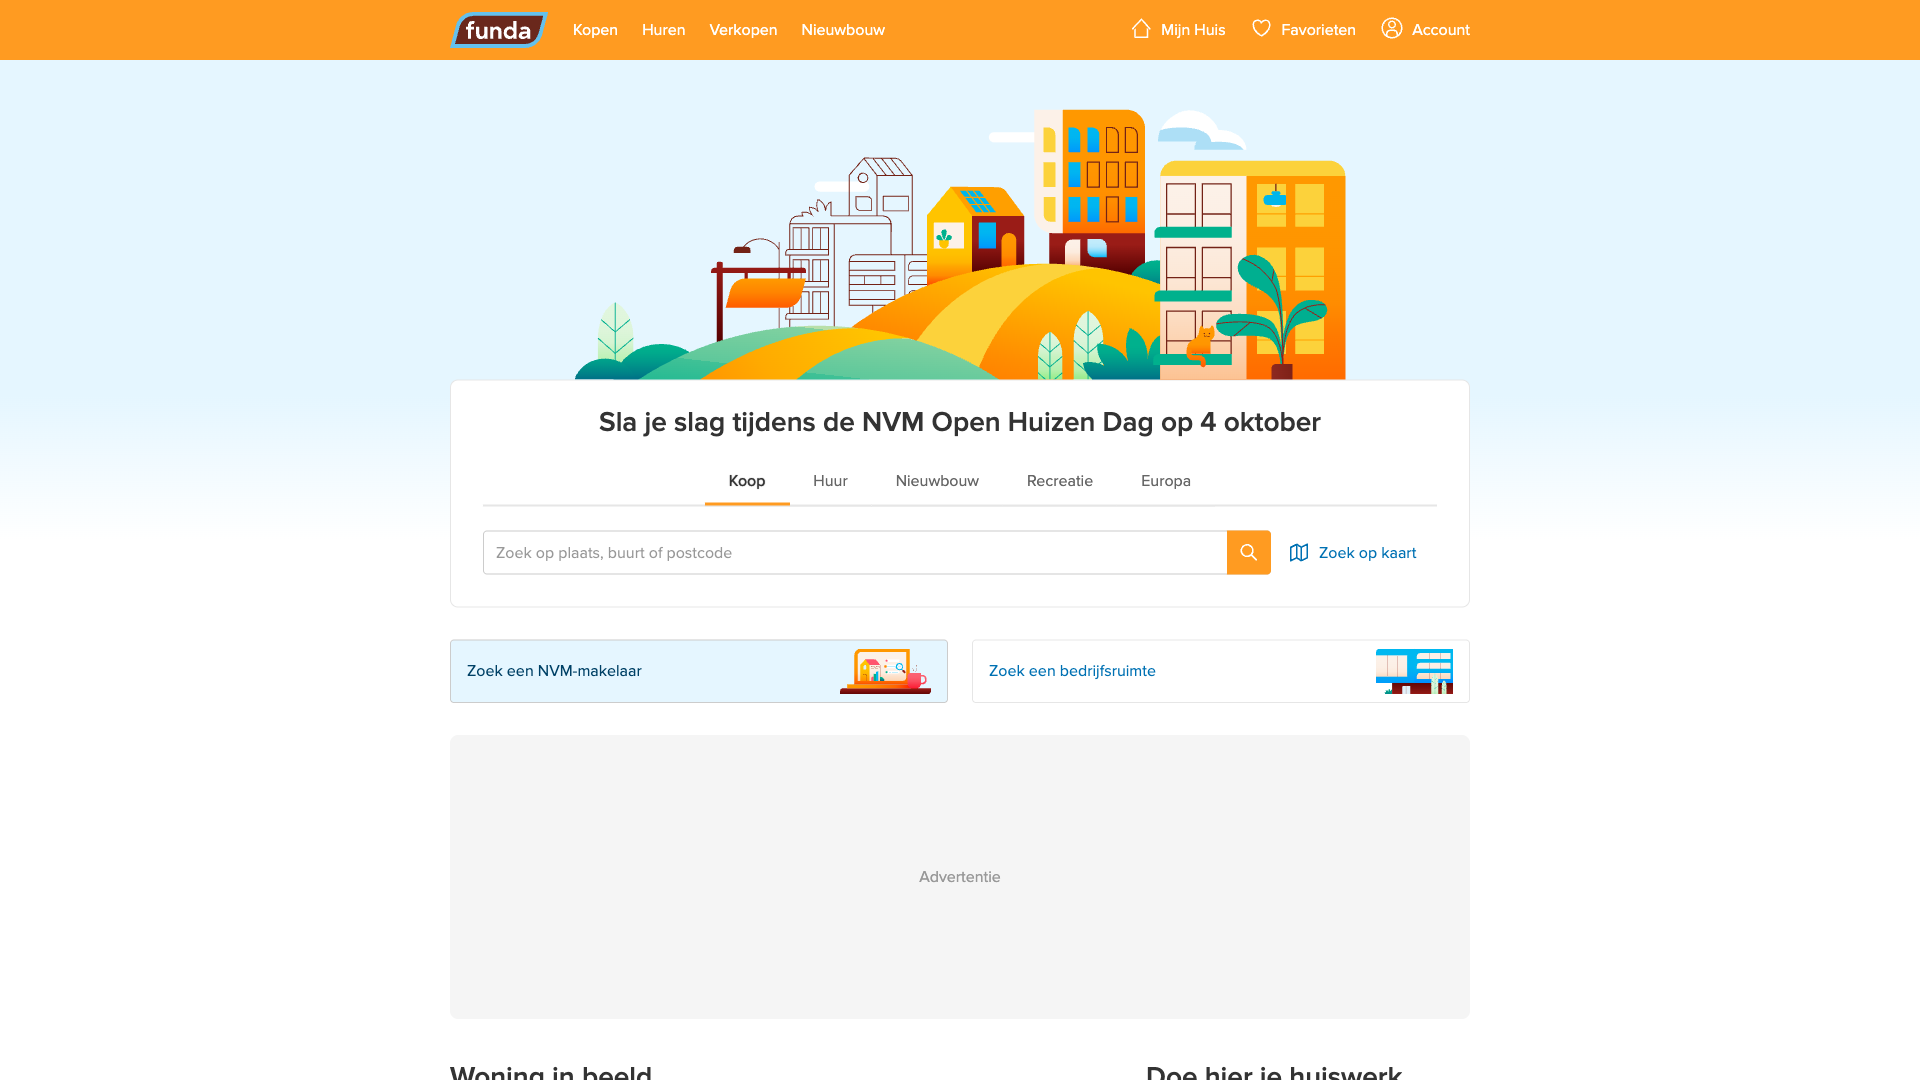 funda
Kopen
Huren
Verkopen
Nieuwbouw
Mijn Huis
Favorieten
Account
Sla je slag tijdens de NVM Open Huizen Dag op 4 oktober
Koop
Huur
Nieuwbouw
Recreatie
Europa
Zoek op plaats, buurt of postcode
Zoek op kaart
Zoek een NVM-makelaar
Zoek een bedrijfsruimte
Advertentie
Woning in beeld
Doe hier je huiswerk